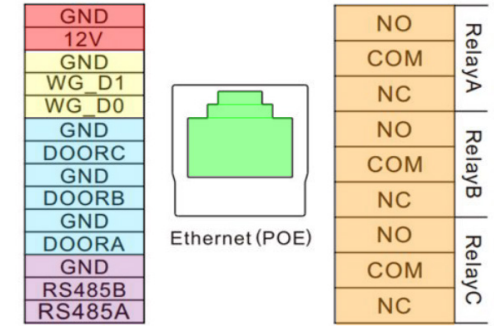 GND
12V
GND
WG_D1
WG_D0
GND
DOORC
GND
DOORB
GND
DOORA
GND
RS485B
RS485A
Ethernet(POE)
NO
COM
NC
RelayA
NO
COM
NC
RelayB
NO
COM
NC
RelayC